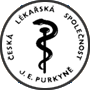 ČESKÁ LÉKAŘSKÁ SPOLEČNOST
J. E. PURKYNĚ